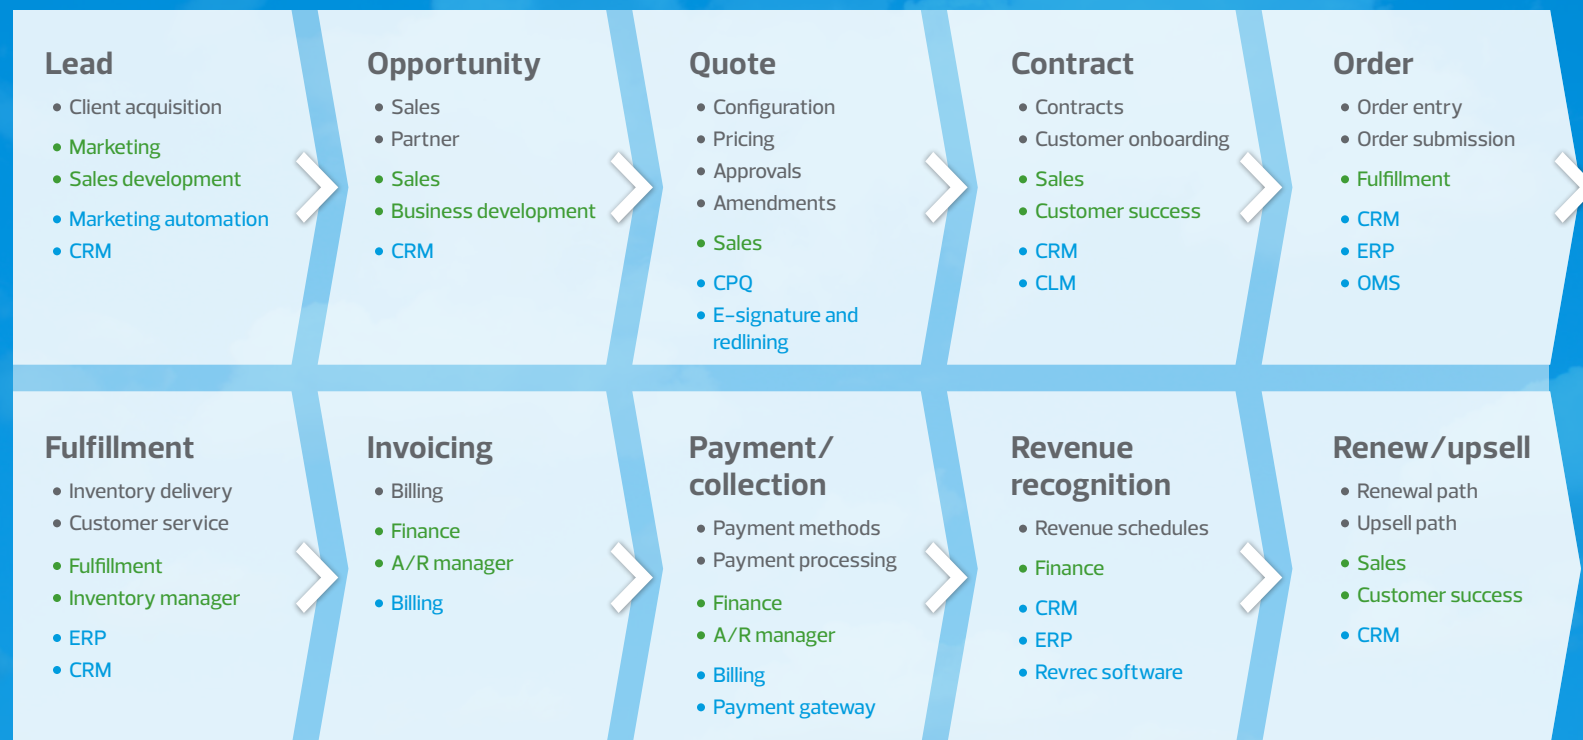 Lead
• Client acquisition
• Marketing
• Sales development
• Marketing automation
• CRM
Opportunity
• Sales
• Partner
• Sales
• Business development
• CRM
Quote
• Configuration
• Pricing
• Approvals
• Amendments
• Sales
• CPQ
• E-signature and
redlining
Contract
• Contracts
• Customer onboarding
• Sales
• Customer success
• CRM
• CLM
Order
• Order entry
• Order submission
• Fulfillment
• CRM
• ERP
• OMS
Fulfillment
• Inventory delivery
• Customer service
• Fulfillment
• Inventory manager
• ERP
• CRM
Invoicing
• Billing
• Finance
• A/R manager
• Billing
Payment/
collection
• Payment methods
• Payment processing
• Finance
• A/R manager
• Billing
• Payment gateway
Revenue
recognition
• Revenue schedules
• Finance
• CRM
• ERP
• Revrec software
Renew/upsell
• Renewal path
• Upsell path
• Sales
• Customer success
• CRM